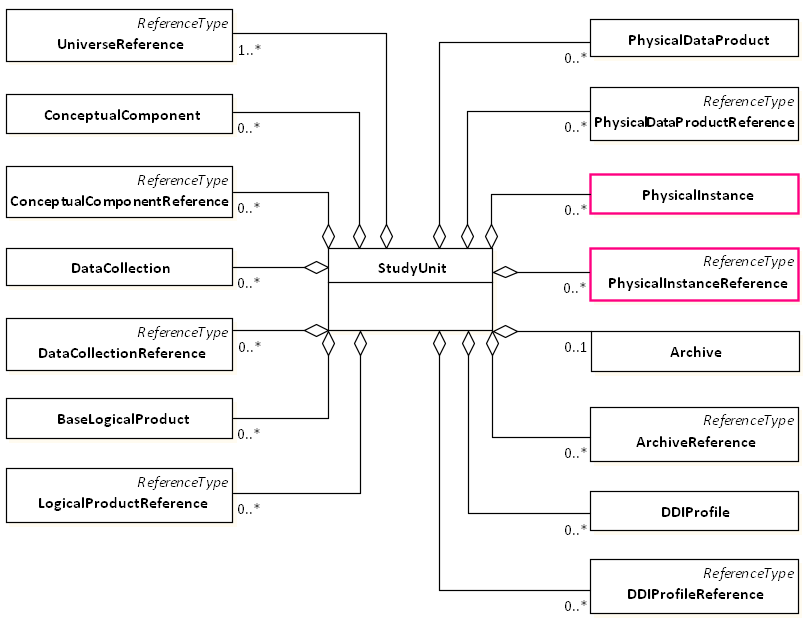 ReferenceType
UniverseReference
1..*
ConceptualComponent
0..*
ReferenceType
ConceptualComponentReference
0..*
DataCollection
0..*
ReferenceType
DataCollectionReference
0..*
BaseLogicalProduct
0..*
ReferenceType
LogicalProductReference
0..*
StudyUnit
PhysicalDataProduct
0..*
ReferenceType
PhysicalDataProductReference
0..*
PhysicalInstance
0..*
ReferenceType
PhysicalInstanceReference
0..*
Archive
0..1
ReferenceType
ArchiveReference
0..*
DDIProfile
0..*
ReferenceType
DDIProfileReference
0..*